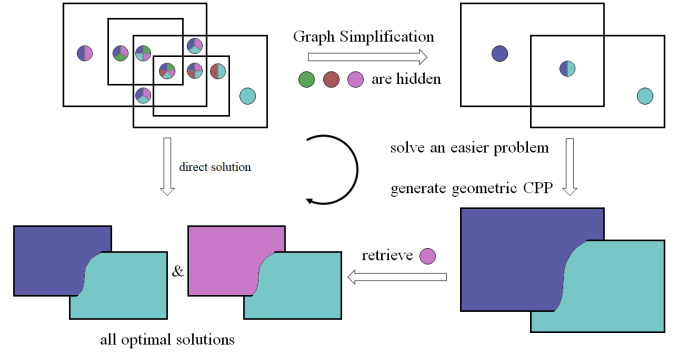 Graph Simplification
are hidden
direct solution
solve an easier problem
generate geometric CPP
retrieve
&
all optimal solutions